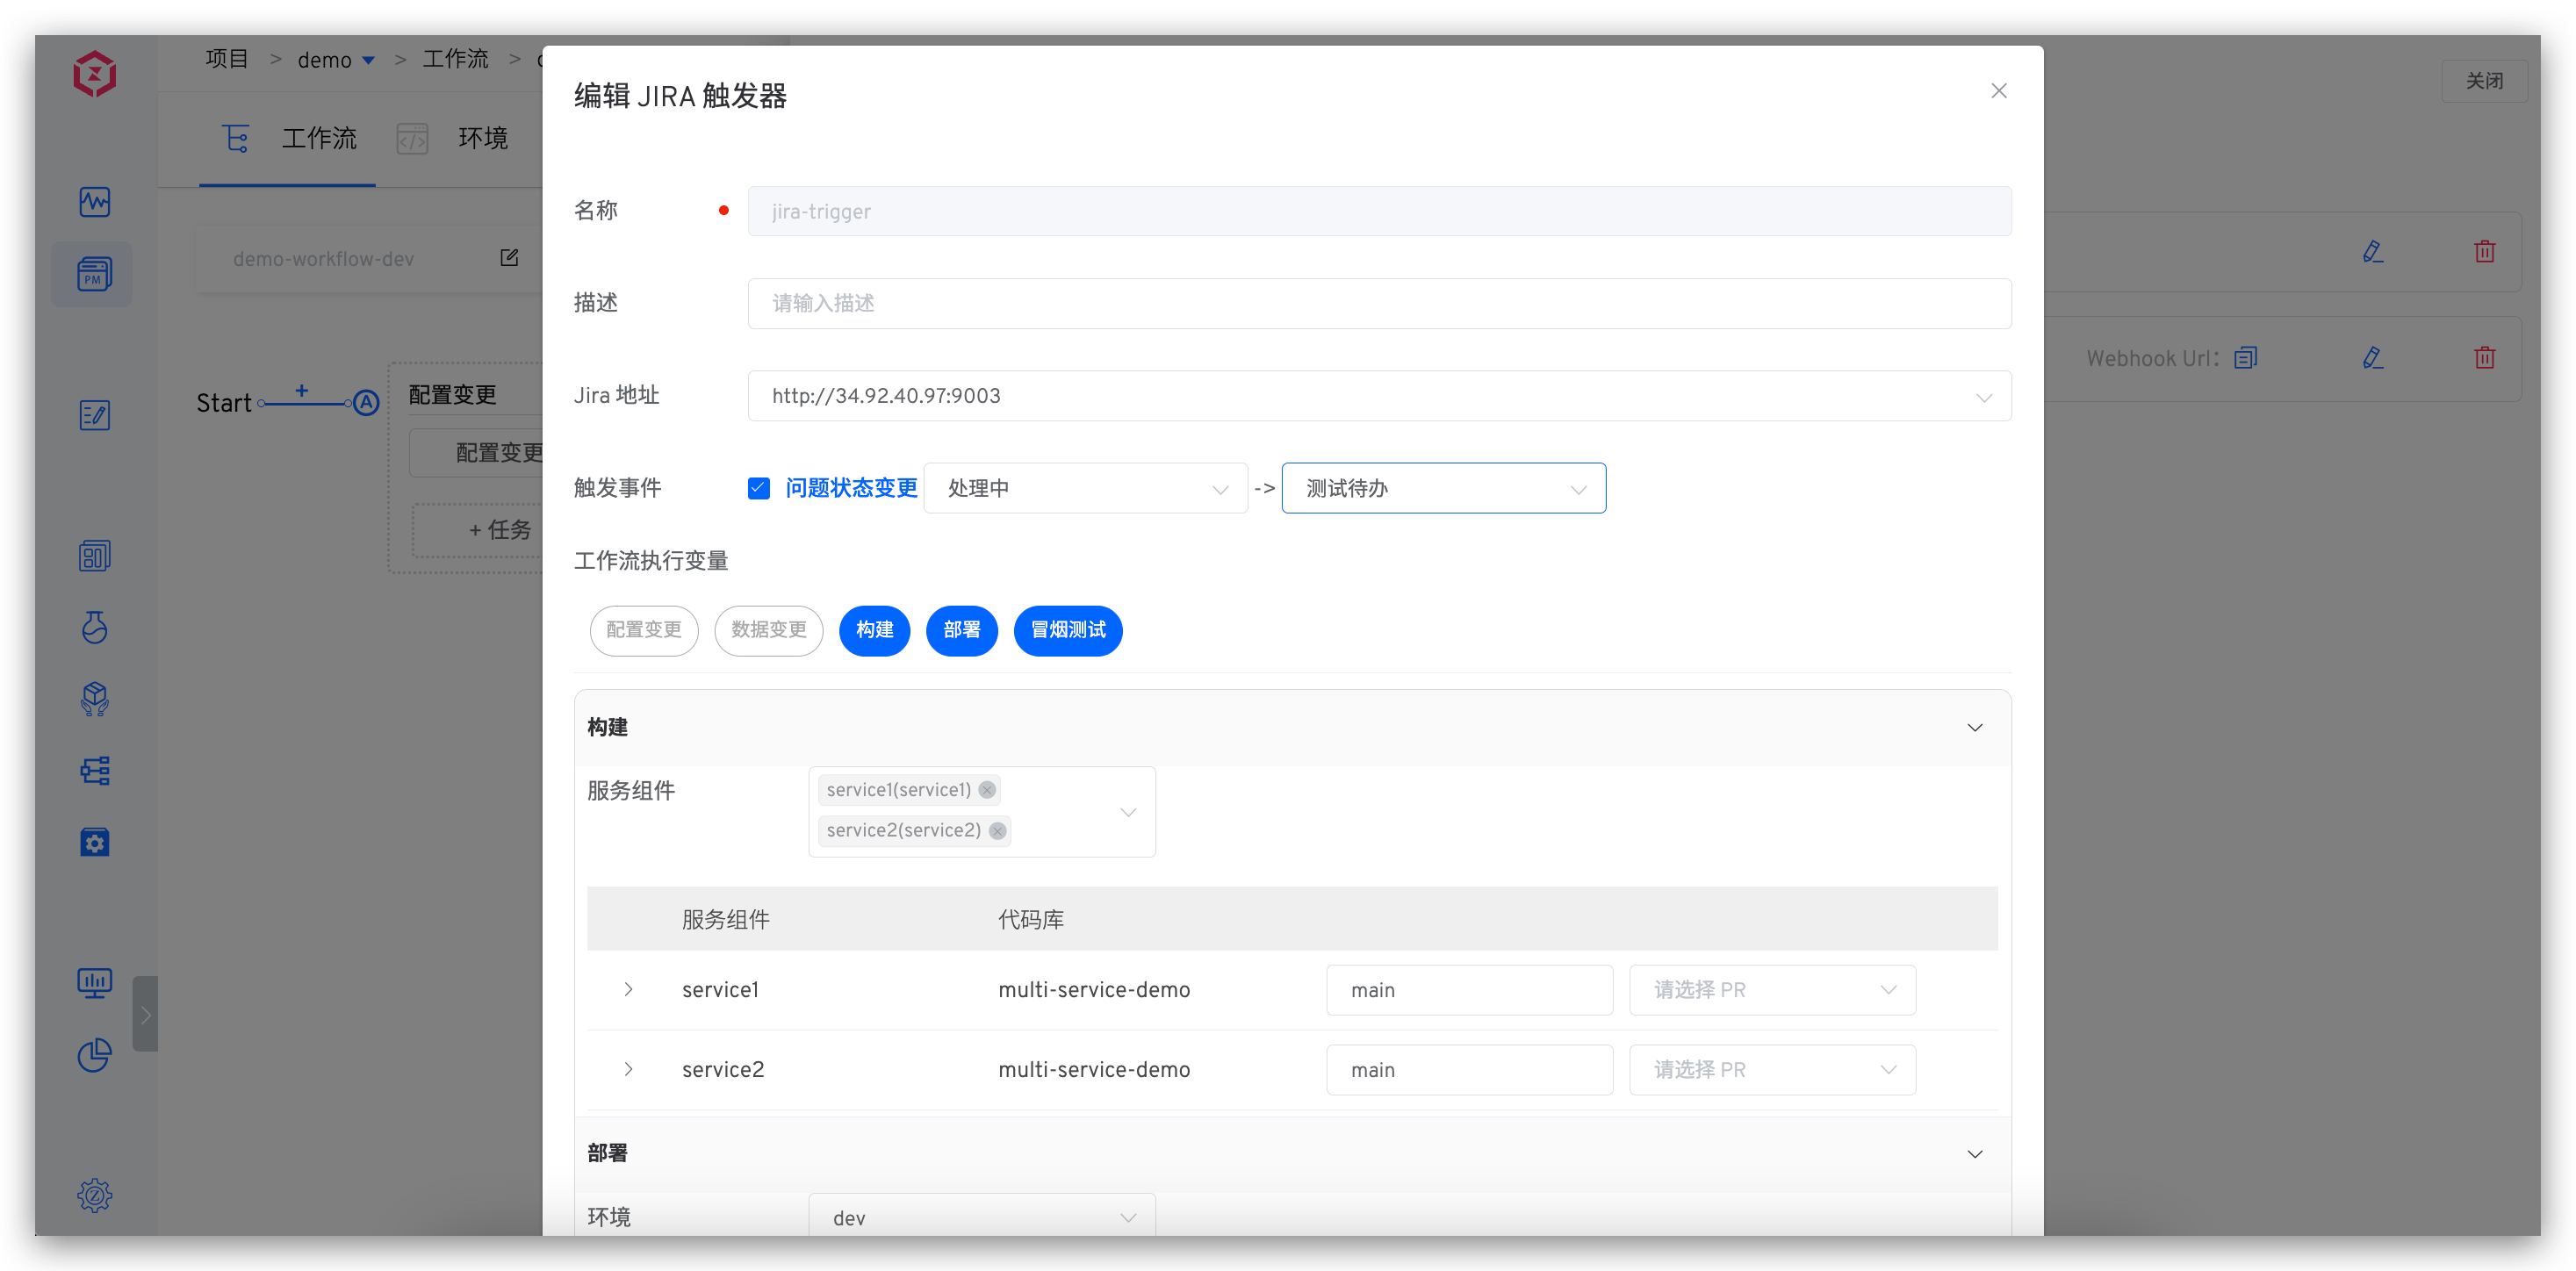 项目 > demo > 工作流 >
关闭
工作流 环境
demo-workflow-dev
PM
Start
A
配置变更
配置变更
+ 任务
Webhook Url：
编辑 JIRA 触发器
名称 jira-trigger
描述 请输入描述
Jira 地址 http://34.92.40.97:9003
触发事件 问题状态变更 处理中 -> 测试待办
工作流执行变量
配置变更 数据变更 构建 部署 冒烟测试
构建
服务组件 service1(service1)
service2(service2)
服务组件 代码库
service1 multi-service-demo main 请选择 PR
service2 multi-service-demo main 请选择 PR
部署
环境 dev